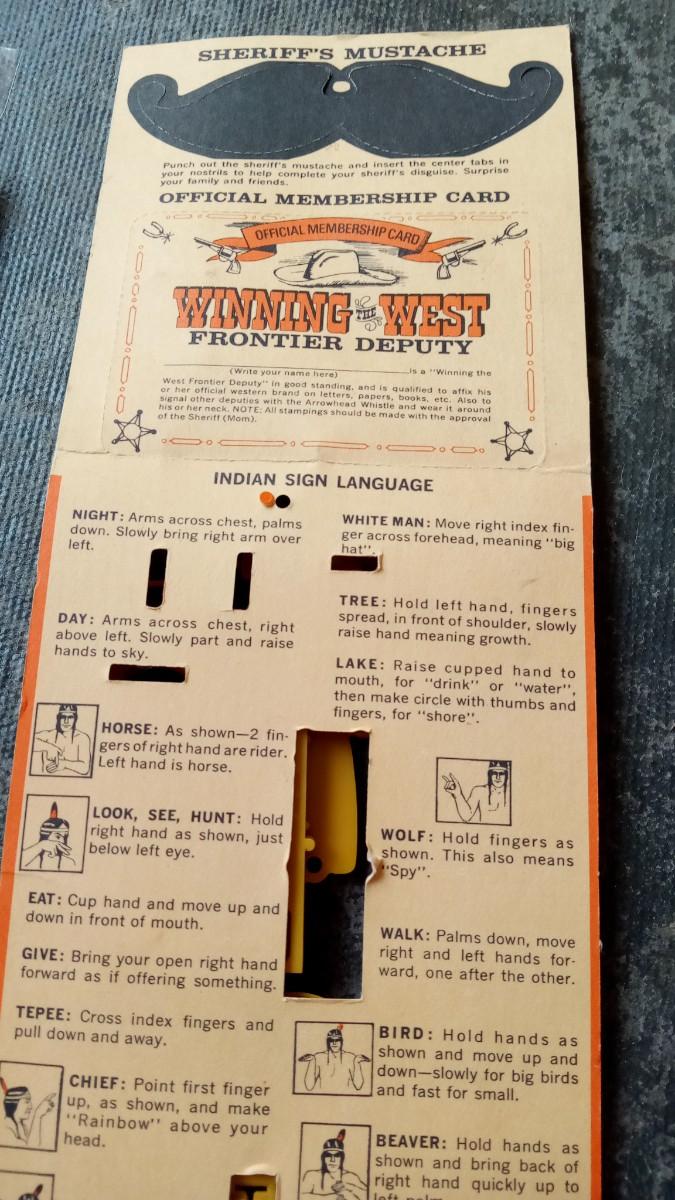 SHERIFF'S MUSTACHE
Punch out the sheriff's mustache and insert the center tabs in
your nostrils to help complete your sheriff's disguise. Surprise
your family and friends.
OFFICIAL MEMBERSHIP CARD
OFFICIAL MEMBERSHIP CARD
WINNING THE WEST
FRONTIER DEPUTY
(Write your name here) is a "Winning the
West Frontier Deputy" in good standing, and is qualified to affix his
or her official western brand on letters, papers, books, etc. Also to
signal other deputies with the Arrowhead Whistle and wear it around
his or her neck. NOTE: All stampings should be made with the approval
of the Sheriff (Mom).
INDIAN SIGN LANGUAGE
NIGHT: Arms across chest, palms
down. Slowly bring right arm over
left.
DAY: Arms across chest, right
above left. Slowly part and raise
hands to sky.
HORSE: As shown—2 fin-
gers of right hand are rider.
Left hand is horse.
LOOK, SEE, HUNT: Hold
right hand as shown, just
below left eye.
EAT: Cup hand and move up and
down in front of mouth.
GIVE: Bring your open right hand
forward as if offering something.
TEPEE: Cross index fingers and
pull down and away.
CHIEF: Point first finger
up, as shown, and make
"Rainbow" above your
head.
WHITE MAN: Move right index fin-
ger across forehead, meaning "big
hat".
TREE: Hold left hand, fingers
spread, in front of shoulder, slowly
raise hand meaning growth.
LAKE: Raise cupped hand to
mouth, for "drink" or "water",
then make circle with thumbs and
fingers, for "shore".
WOLF: Hold fingers as
shown. This also means
"Spy".
WALK: Palms down, move
right and left hands for-
ward, one after the other.
BIRD: Hold hands as
shown and move up and
down—slowly for big birds
and fast for small.
BEAVER: Hold hands as
shown and bring back of
right hand quickly up to
left palm.